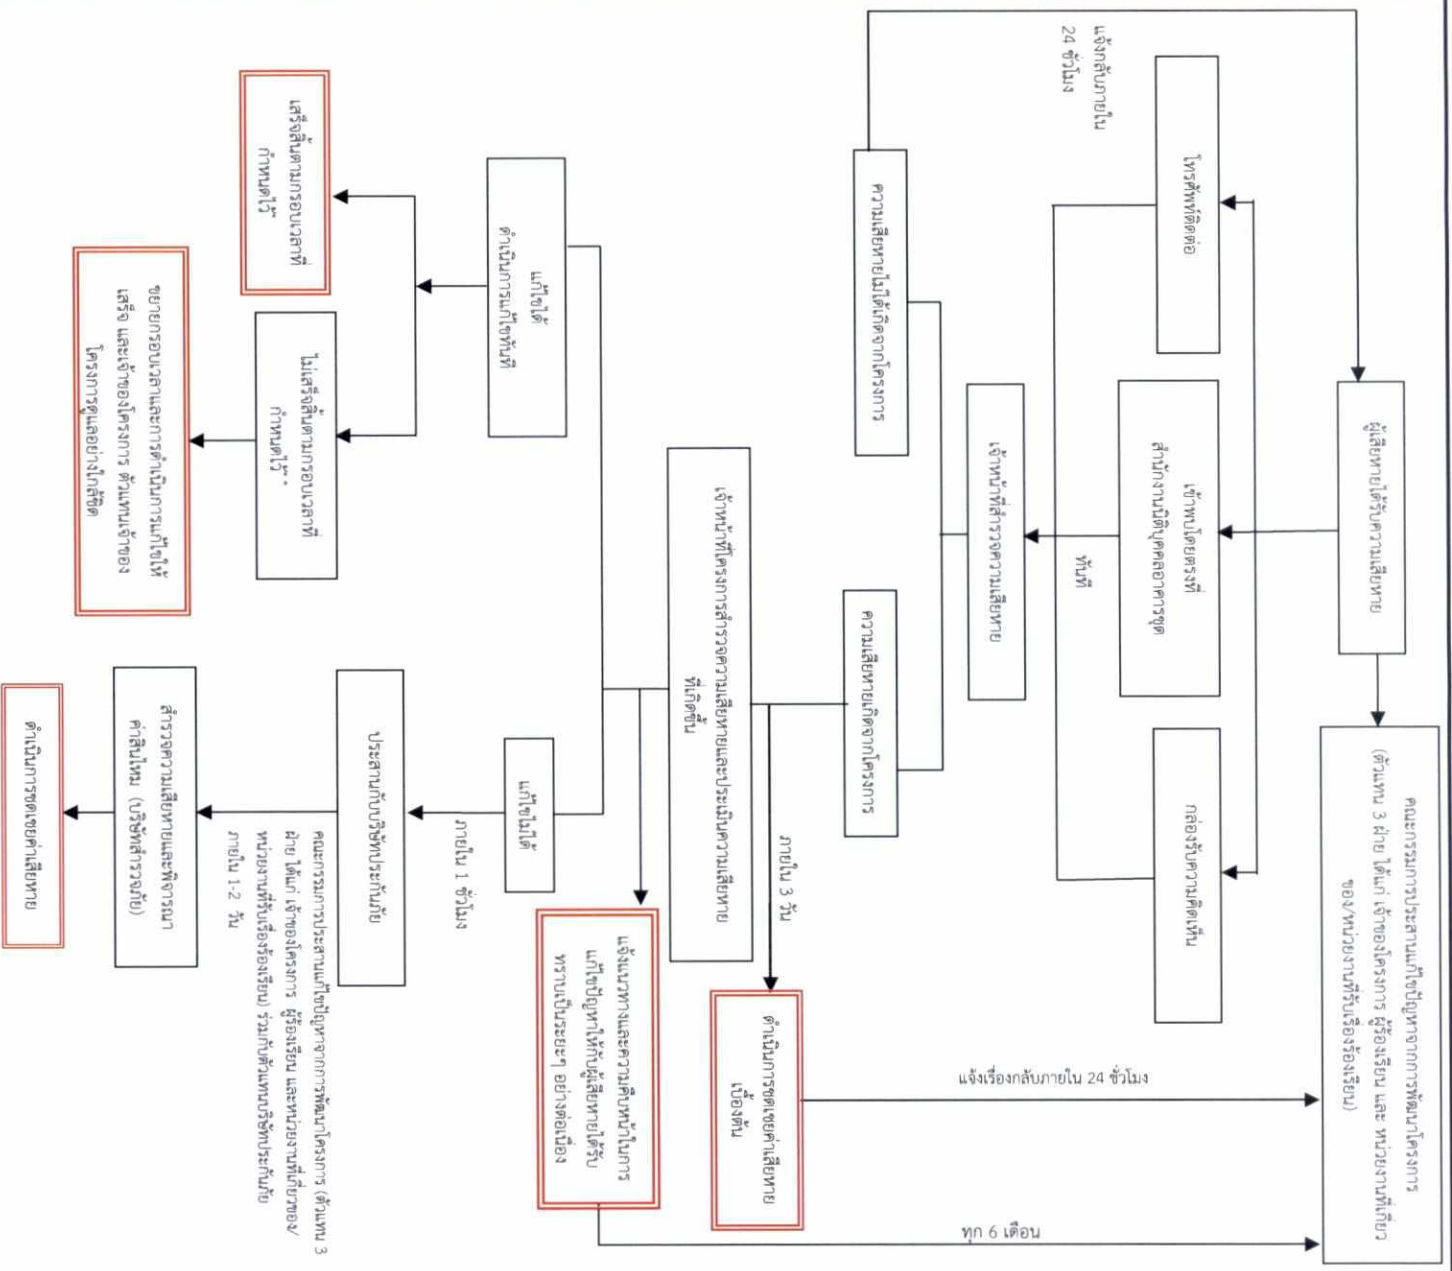 ผู้เสียหายได้รับความเสียหาย
คณะกรรมการประสานแก้ไขปัญหาจากการพัฒนาโครงการ
(ตัวแทน 3 ฝ่าย ได้แก่ เจ้าของโครงการ ผู้ร้องเรียน และ หน่วยงานที่เกี่ยว
ของ/หน่วยงานที่รับเรื่องร้องเรียน)
โทรศัพท์ติดต่อ
เข้าพบโดยตรงที่
สำนักงานนิติบุคคลอาคารชุด
กล่องรับความคิดเห็น
แจ้งกลับภายใน
24 ชั่วโมง
ทันที
เจ้าหน้าที่สำรวจความเสียหาย
แจ้งเรื่องกลับภายใน 24 ชั่วโมง
ทุก 6 เดือน
ความเสียหายไม่ได้เกิดจากโครงการ
ความเสียหายเกิดจากโครงการ
ภายใน 3 วัน
ดำเนินการชดเชยค่าเสียหาย
เบื้องต้น
เจ้าหน้าที่โครงการสำรวจความเสียหายและประเมินความเสียหาย
ที่เกิดขึ้น
แจ้งแนวทางและความคืบหน้าในการ
แก้ไขปัญหาให้กับผู้เสียหายได้รับ
ทราบเป็นระยะๆ อย่างต่อเนื่อง
แก้ไขได้
ดำเนินการแก้ไขทันที
แก้ไขไม่ได้
ภายใน 1 ชั่วโมง
ประสานกับบริษัทประกันภัย
เสร็จสิ้นตามกรอบเวลาที่
กำหนดไว้*
ไม่เสร็จสิ้นตามกรอบเวลาที่
กำหนดไว้**
คณะกรรมการประสานแก้ไขปัญหาจากการพัฒนาโครงการ (ตัวแทน 3
ฝ่าย ได้แก่ เจ้าของโครงการ ผู้ร้องเรียน และหน่วยงานที่เกี่ยวของ/
หน่วยงานที่รับเรื่องร้องเรียน) ร่วมกับตัวแทนบริษัทประกันภัย
ภายใน 1-2 วัน
ขยายกรอบเวลาและการดำเนินการแก้ไขให้
เสร็จ และเจ้าของโครงการ ตัวแทนเจ้าของ
โครงการดูแลอย่างใกล้ชิด
สำรวจความเสียหายและพิจารณา
ค่าสินไหม (บริษัทสำรวจภัย)
ดำเนินการชดเชยค่าเสียหาย